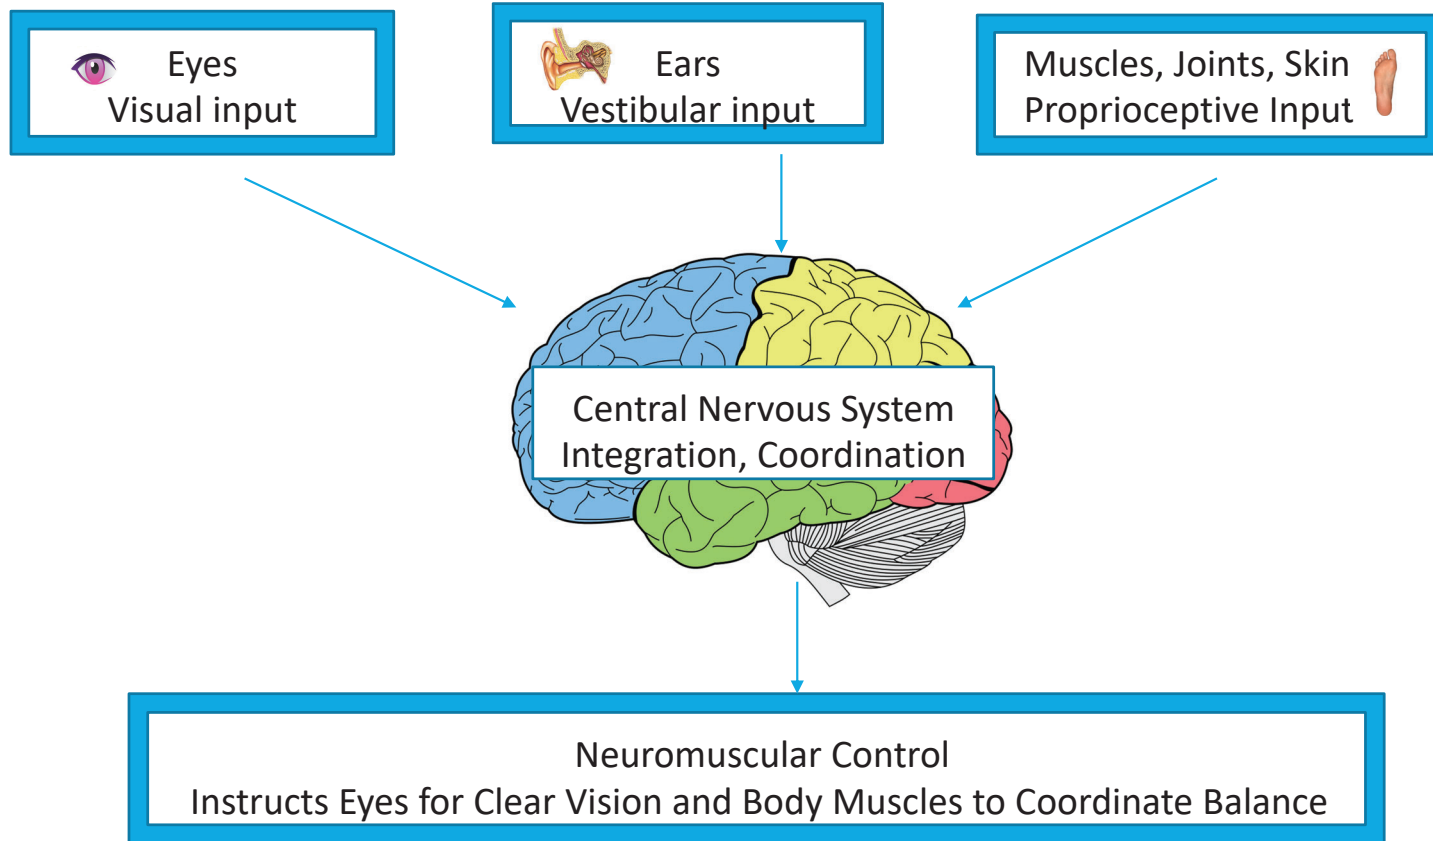 Eyes
Visual input
Ears
Vestibular input
Muscles, Joints, Skin
Proprioceptive Input
Central Nervous System
Integration, Coordination
Neuromuscular Control
Instructs Eyes for Clear Vision and Body Muscles to Coordinate Balance